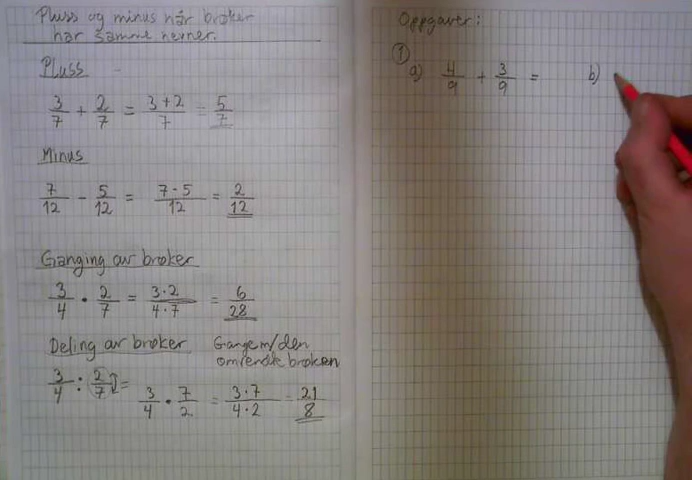 Pluss og minus når brøker
har samme nevner.
Pluss
3/7 + 2/7 = 3+2/7 = 5/7
Minus
7/12 - 5/12 = 7-5/12 = 2/12
Ganging av brøker
3/4 · 2/7 = 3·2/4·7 = 6/28
Deling av brøker
Gange m/den
omvendte brøken
3/4 : 2/7 = 3/4 · 7/2 = 3·7/4·2 = 21/8
Oppgaver:
1
a) 4/9 + 3/9 =
b)